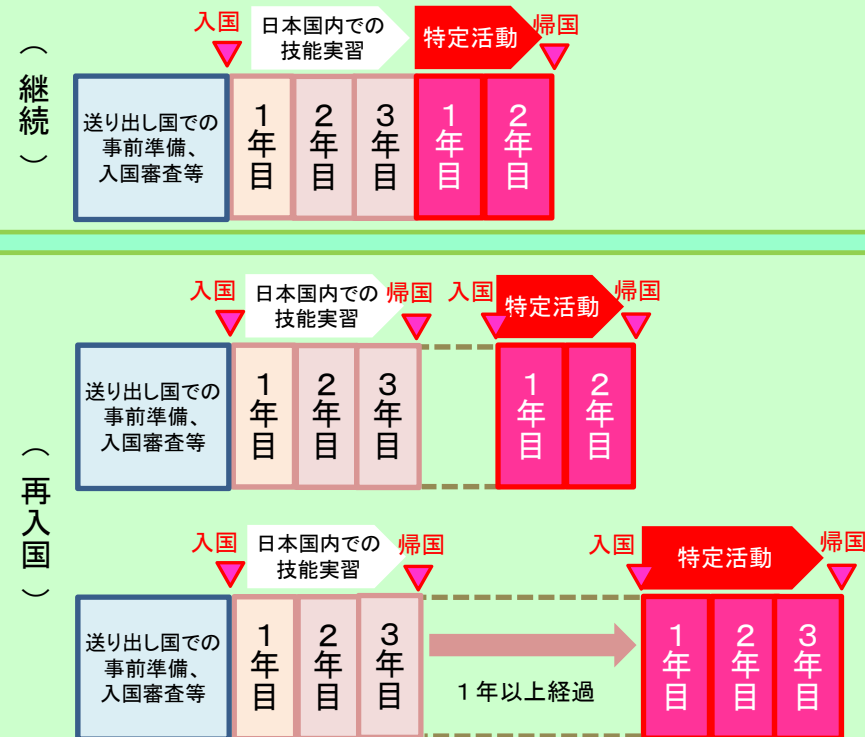 （継続）
入国
日本国内での
技能実習
特定活動
帰国
送り出し国での
事前準備、
入国審査等
１年目
２年目
３年目
１年目
２年目
（再入国）
入国
日本国内での
技能実習
帰国
入国
特定活動
帰国
送り出し国での
事前準備、
入国審査等
１年目
２年目
３年目
１年目
２年目
入国
日本国内での
技能実習
帰国
入国
特定活動
帰国
送り出し国での
事前準備、
入国審査等
１年目
２年目
３年目
１年以上経過
１年目
２年目
３年目